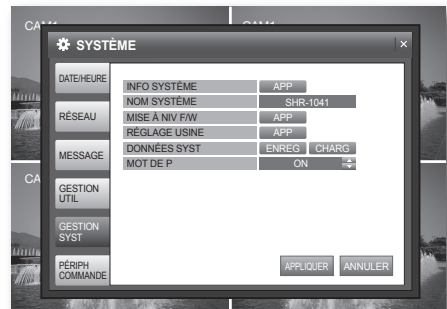 CAM1
SYSTÈME
DATE/HEURE
RÉSEAU
MESSAGE
GESTION
UTIL
GESTION
SYST
PÉRIPH
COMMANDE
INFO SYSTÈME APP
NOM SYSTÈME SHR-1041
MISE À NIV F/W APP
RÉGLAGE USINE APP
DONNÉES SYST ENREG CHARG
MOT DE P ON
APPLIQUER ANNULER
CA